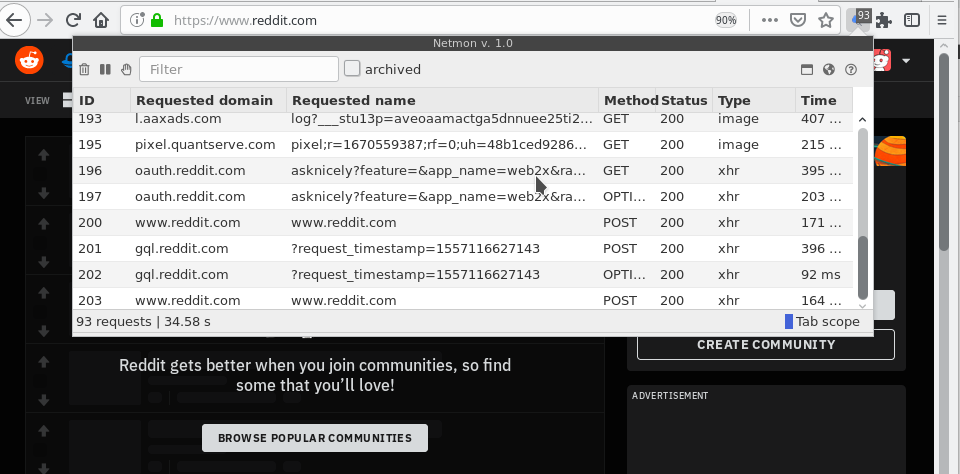 https://www.reddit.com
90%
93
Netmon v. 1.0
Filter
archived
VIEW
ID Requested domain Requested name Method Status Type Time
193 l.aaxads.com log?___stu13p=aveoaamactga5dnnuee25ti2... GET 200 image 407 ...
195 pixel.quantserve.com pixel;r=1670559387;rf=0;uh=48b1ced9286... GET 200 image 215 ...
196 oauth.reddit.com asknicely?feature=&app_name=web2x&ra... GET 200 xhr 395 ...
197 oauth.reddit.com asknicely?feature=&app_name=web2x&ra... OPTI... 200 xhr 203 ...
200 www.reddit.com www.reddit.com POST 200 xhr 171 ...
201 gql.reddit.com ?request_timestamp=1557116627143 POST 200 xhr 396 ...
202 gql.reddit.com ?request_timestamp=1557116627143 OPTI... 200 xhr 92 ms
203 www.reddit.com www.reddit.com POST 200 xhr 164 ...
93 requests | 34.58 s
Tab scope
CREATE COMMUNITY
Reddit gets better when you join communities, so find
some that you’ll love!
ADVERTISEMENT
BROWSE POPULAR COMMUNITIES